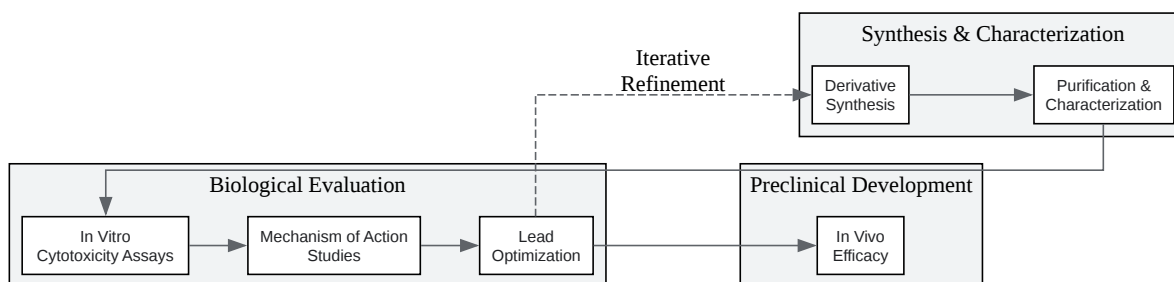 Synthesis & Characterization
Iterative
Refinement
Derivative
Synthesis
Purification &
Characterization
Biological Evaluation
Preclinical Development
In Vitro
Cytotoxicity Assays
Mechanism of Action
Studies
Lead
Optimization
In Vivo
Efficacy